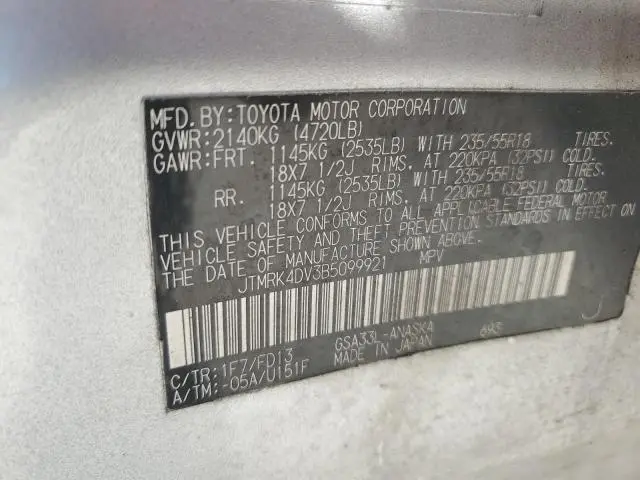 MFD. BY: TOYOTA MOTOR CORPORATION
GVWR: 2140KG (4720LB)
GAWR: FRT. 1145KG (2535LB) WITH 235/55R18 TIRES.
18X7 1/2J RIMS. AT 220KPA (32PSI) COLD.
RR. 1145KG (2535LB) WITH 235/55R18 TIRES.
18X7 1/2J RIMS. AT 220KPA (32PSI) COLD.
THIS VEHICLE CONFORMS TO ALL APPLICABLE FEDERAL MOTOR
VEHICLE SAFETY AND THEFT PREVENTION STANDARDS IN EFFECT ON
THE DATE OF MANUFACTURE SHOWN ABOVE.
JTMRK4DV3B5099921 MPV
J
C/TR: 1F7/FD13 GSA33L-ANASKA 693
A/TM: -05A/U151F MADE IN JAPAN